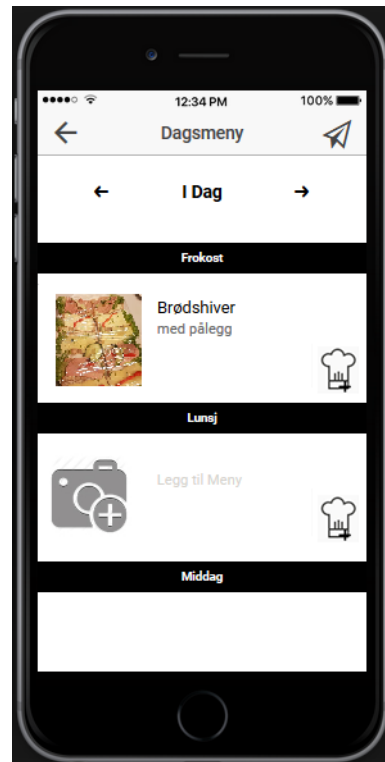 12:34 PM
100%
Dagsmeny
I Dag
Frokost
Brødshiver
med pålegg
Lunsj
Legg til Meny
Middag